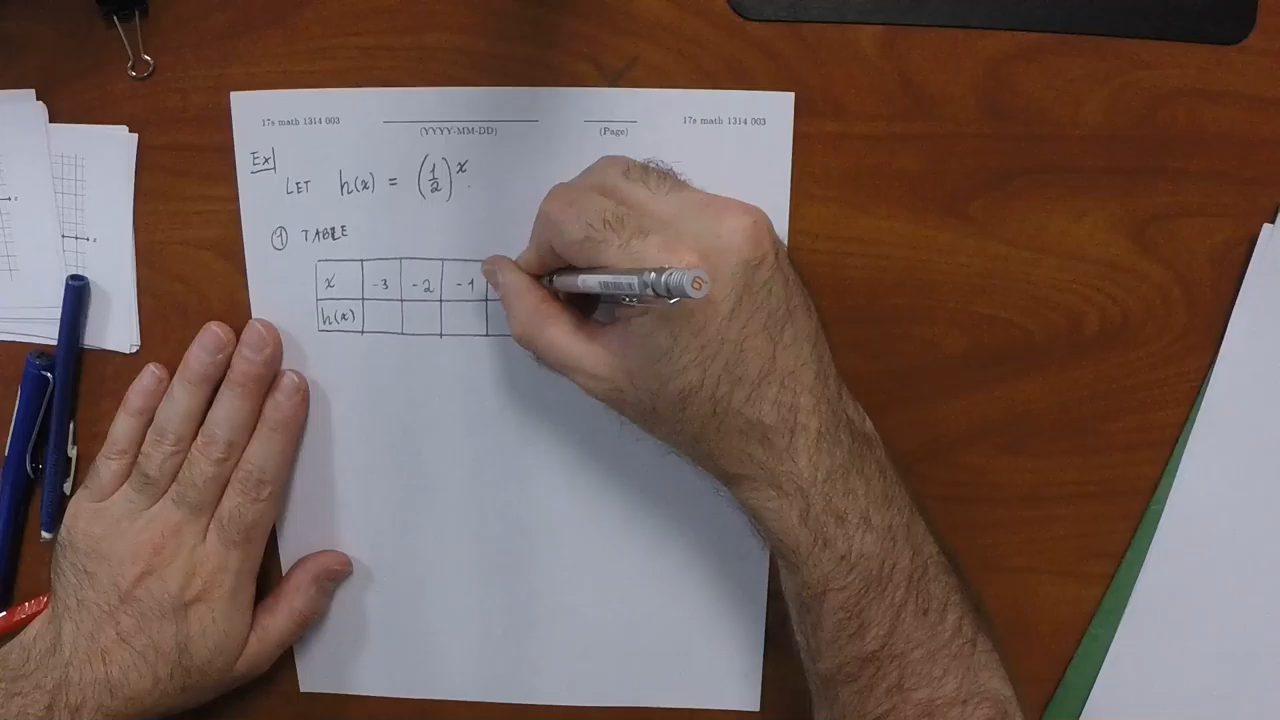 17s math 1314 003 (YYYY-MM-DD) (Page) 17s math 1314 003
Ex
LET h(x) = (1/2)^x.
① TABLE
x -3 -2 -1
h(x)